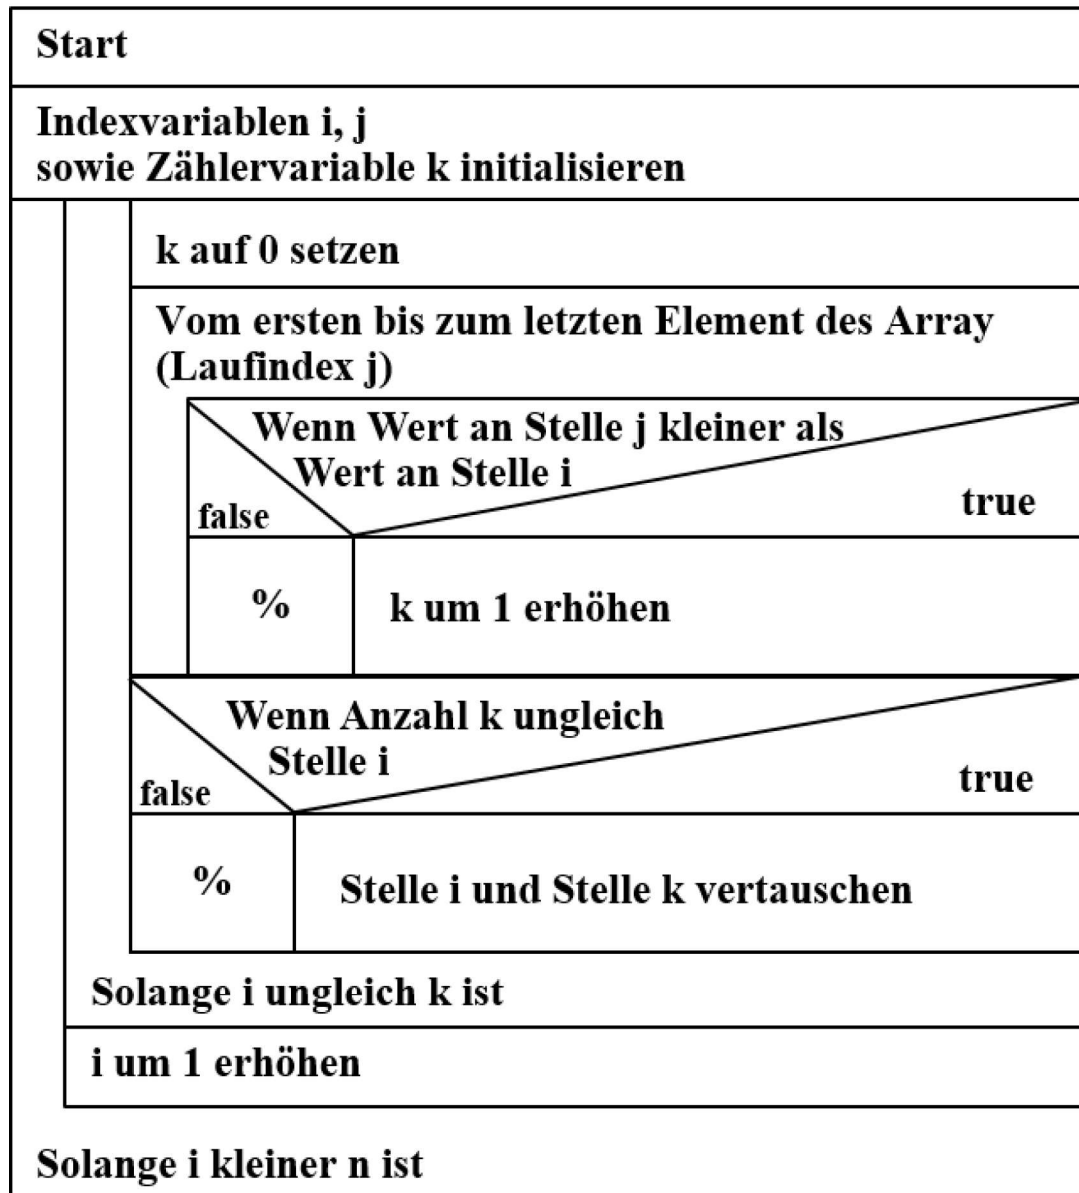 Start
Indexvariablen i, j
sowie Zählervariable k initialisieren
k auf 0 setzen
Vom ersten bis zum letzten Element des Array
(Laufindex j)
Wenn Wert an Stelle j kleiner als
Wert an Stelle i
false
true
%
k um 1 erhöhen
Wenn Anzahl k ungleich
Stelle i
false
true
%
Stelle i und Stelle k vertauschen
Solange i ungleich k ist
i um 1 erhöhen
Solange i kleiner n ist